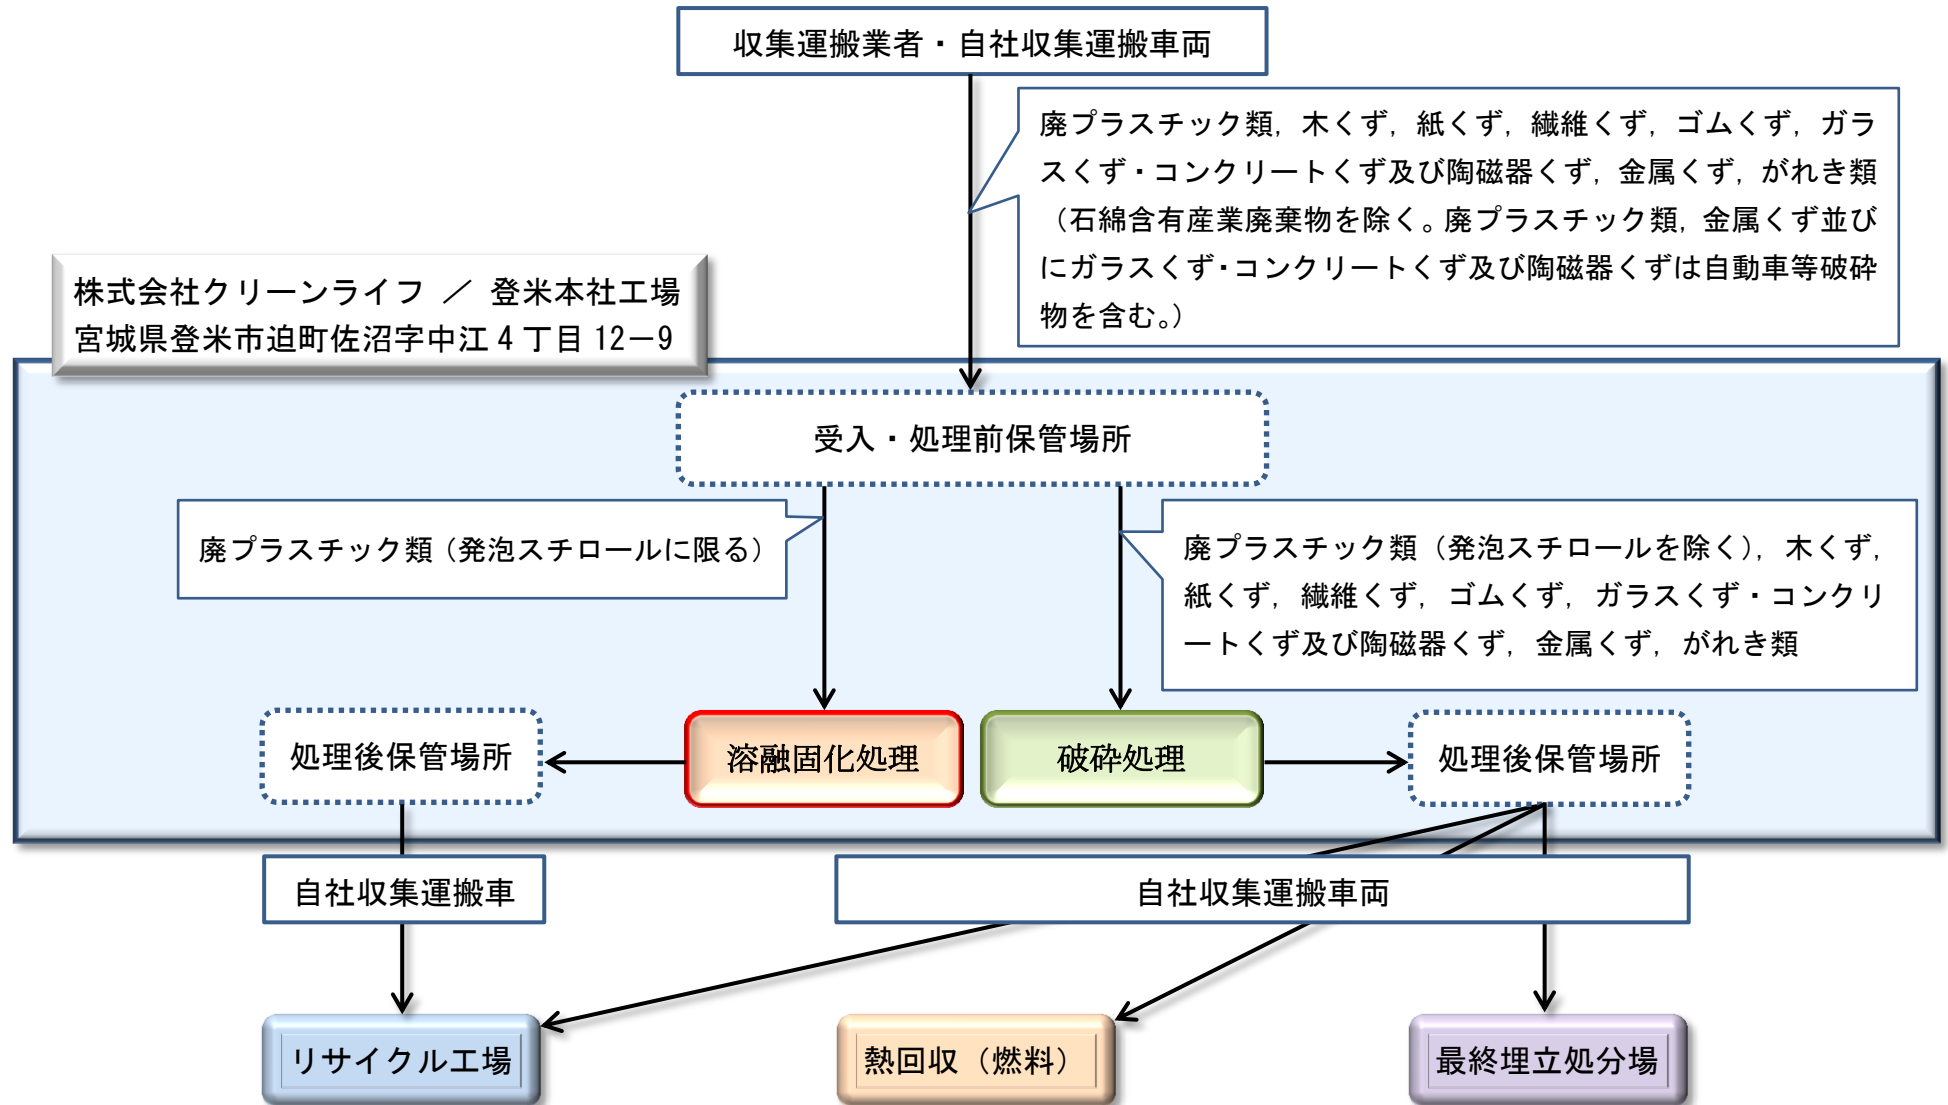 収集運搬業者・自社収集運搬車両
廃プラスチック類，木くず，紙くず，繊維くず，ゴムくず，ガラ
スくず・コンクリートくず及び陶磁器くず，金属くず，がれき類
（石綿含有産業廃棄物を除く。廃プラスチック類，金属くず並び
にガラスくず・コンクリートくず及び陶磁器くずは自動車等破砕
物を含む。）
株式会社クリーンライフ ／ 登米本社工場
宮城県登米市迫町佐沼字中江 4 丁目 12－9
受入・処理前保管場所
廃プラスチック類（発泡スチロールに限る）
廃プラスチック類（発泡スチロールを除く），木くず，
紙くず，繊維くず，ゴムくず，ガラスくず・コンクリ
ートくず及び陶磁器くず，金属くず，がれき類
処理後保管場所
溶融固化処理
破砕処理
処理後保管場所
自社収集運搬車
自社収集運搬車両
リサイクル工場
熱回収（燃料）
最終埋立処分場